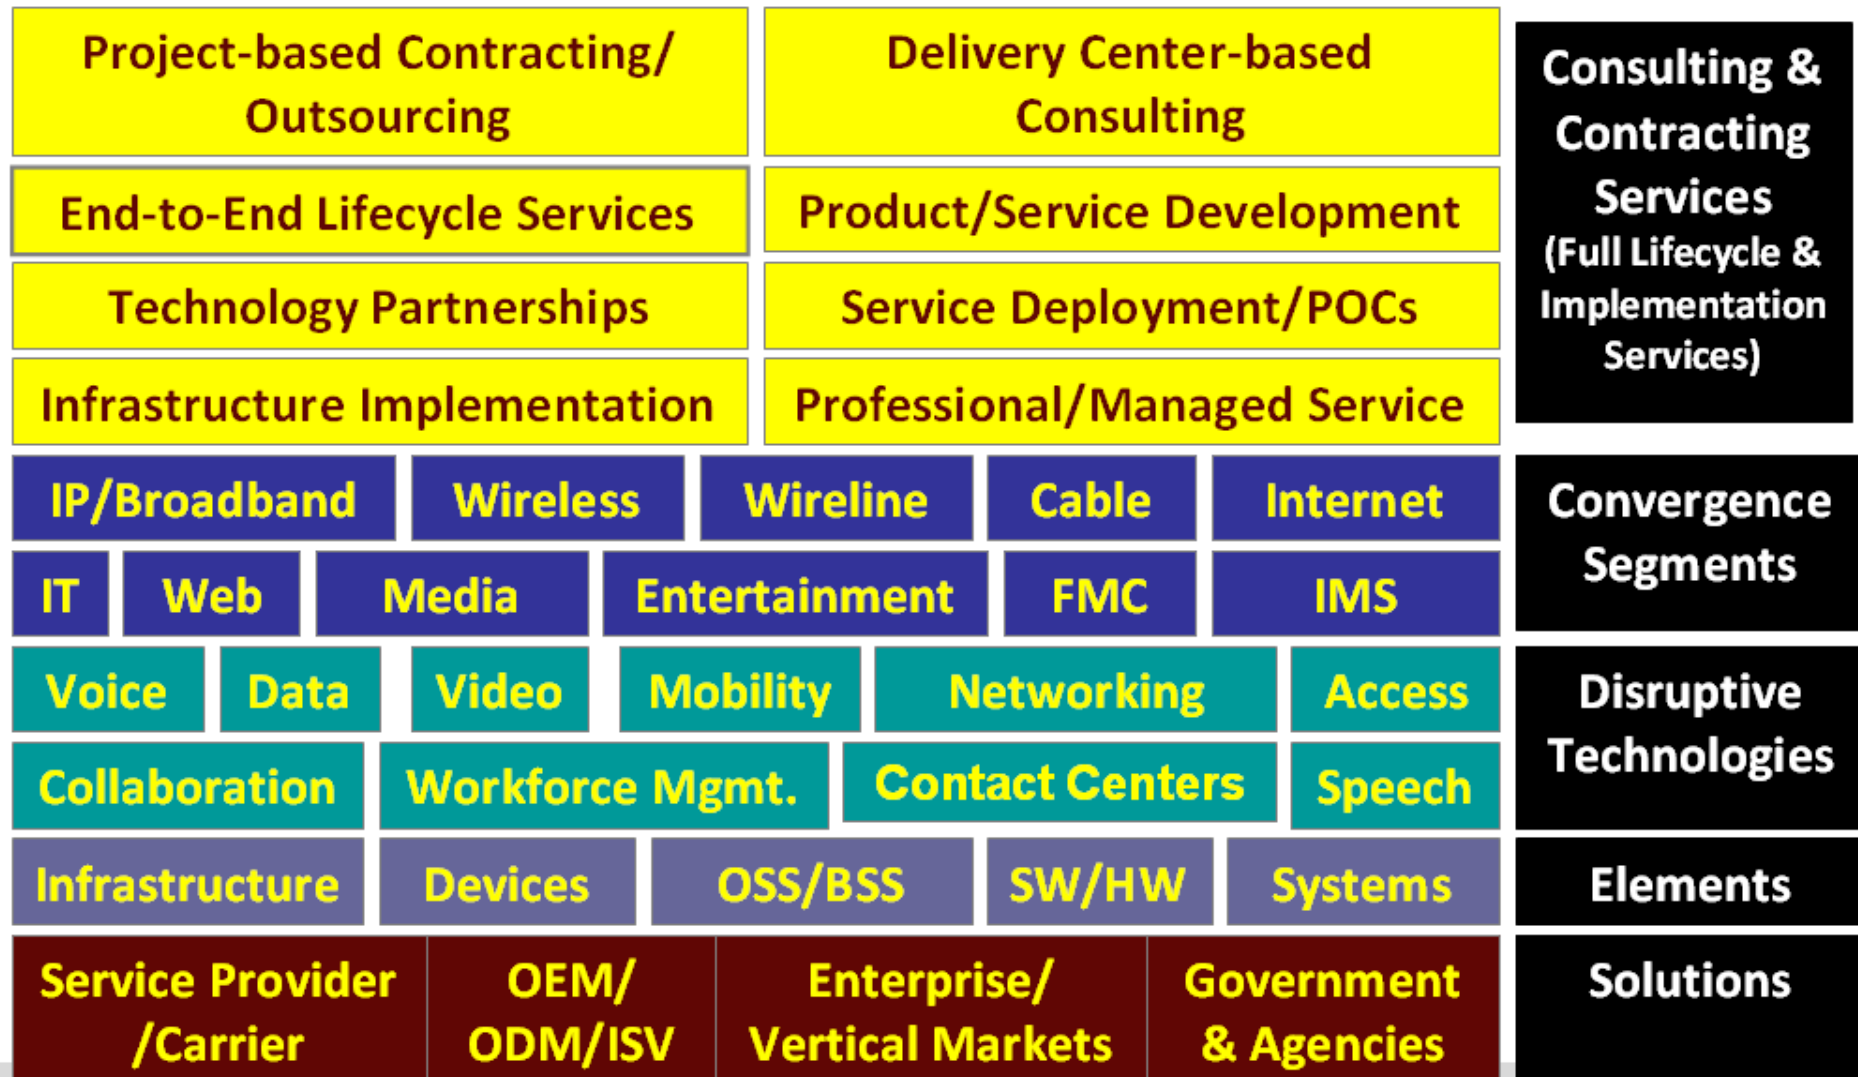 Project-based Contracting/
Outsourcing
Delivery Center-based
Consulting
End-to-End Lifecycle Services
Product/Service Development
Technology Partnerships
Service Deployment/POCs
Infrastructure Implementation
Professional/Managed Service
Consulting &
Contracting
Services
(Full Lifecycle &
Implementation
Services)
IP/Broadband
Wireless
Wireline
Cable
Internet
IT
Web
Media
Entertainment
FMC
IMS
Convergence
Segments
Voice
Data
Video
Mobility
Networking
Access
Collaboration
Workforce Mgmt.
Contact Centers
Speech
Disruptive
Technologies
Infrastructure
Devices
OSS/BSS
SW/HW
Systems
Elements
Service Provider
/Carrier
OEM/
ODM/ISV
Enterprise/
Vertical Markets
Government
& Agencies
Solutions